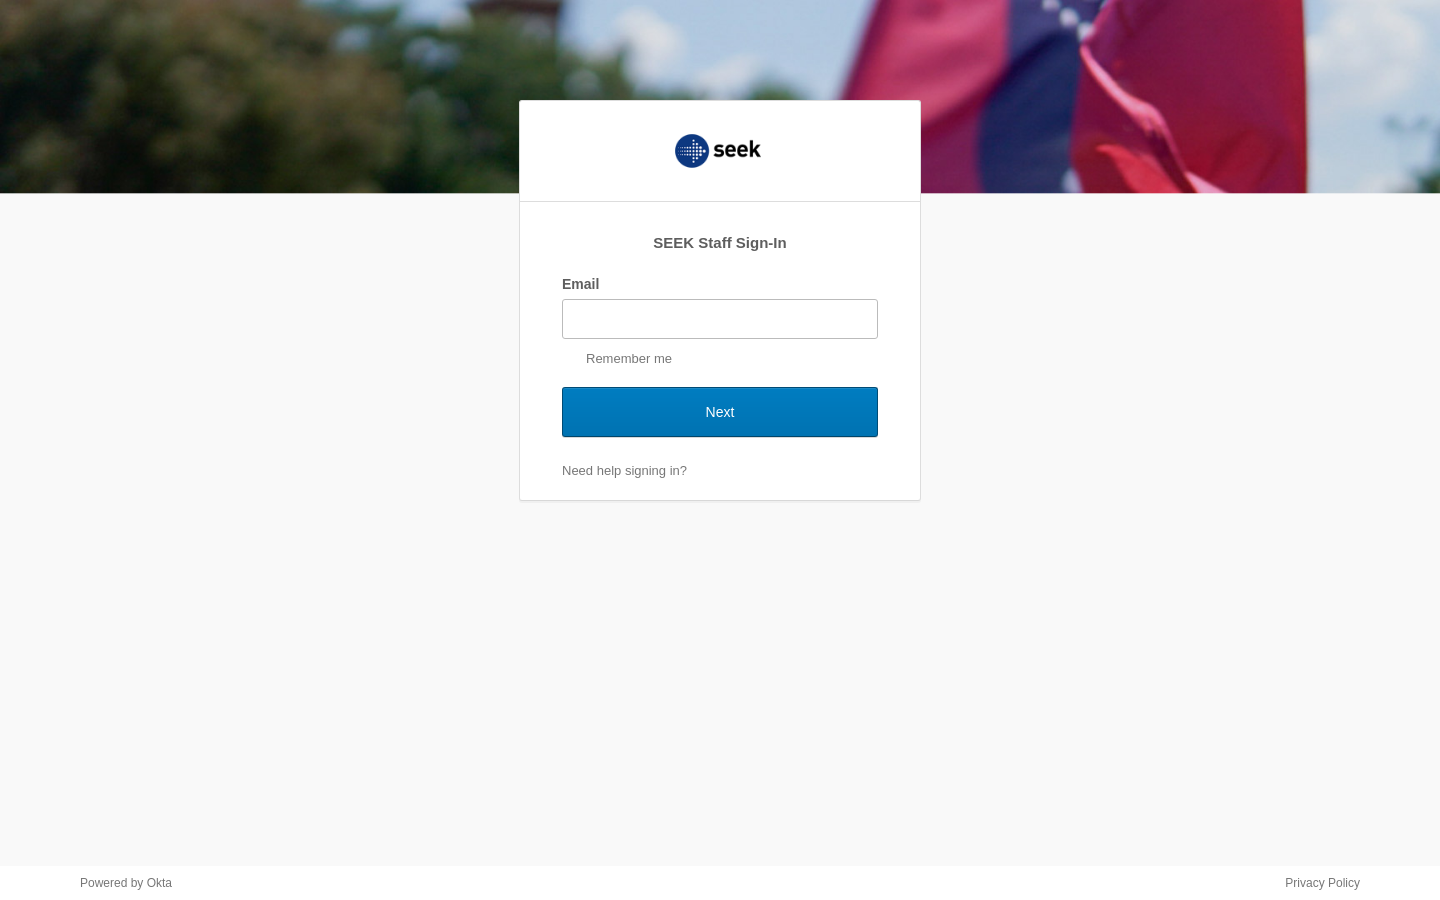 seek
SEEK Staff Sign-In
Email
Remember me
Next
Need help signing in?
Powered by Okta
Privacy Policy